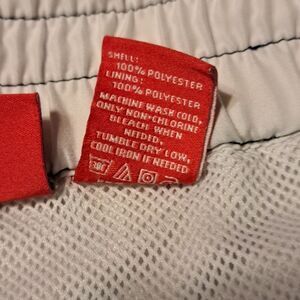 SHELL:
100% POLYESTER
LINING:
100% POLYESTER
MACHINE WASH COLD,
ONLY NON-CHLORINE
BLEACH WHEN
NEEDED,
TUMBLE DRY LOW,
COOL IRON IF NEEDED